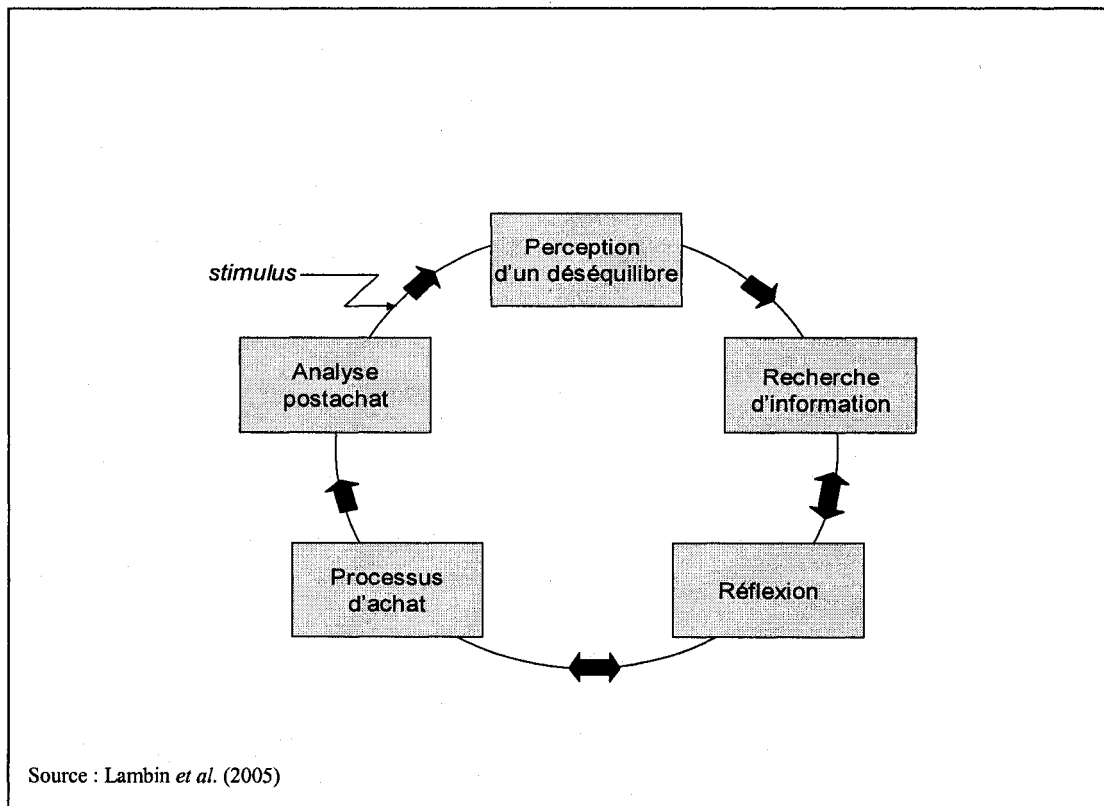 Perception
d'un déséquilibre
stimulus
Analyse
postachat
Recherche
d'information
Processus
d'achat
Réflexion
Source : Lambin et al. (2005)